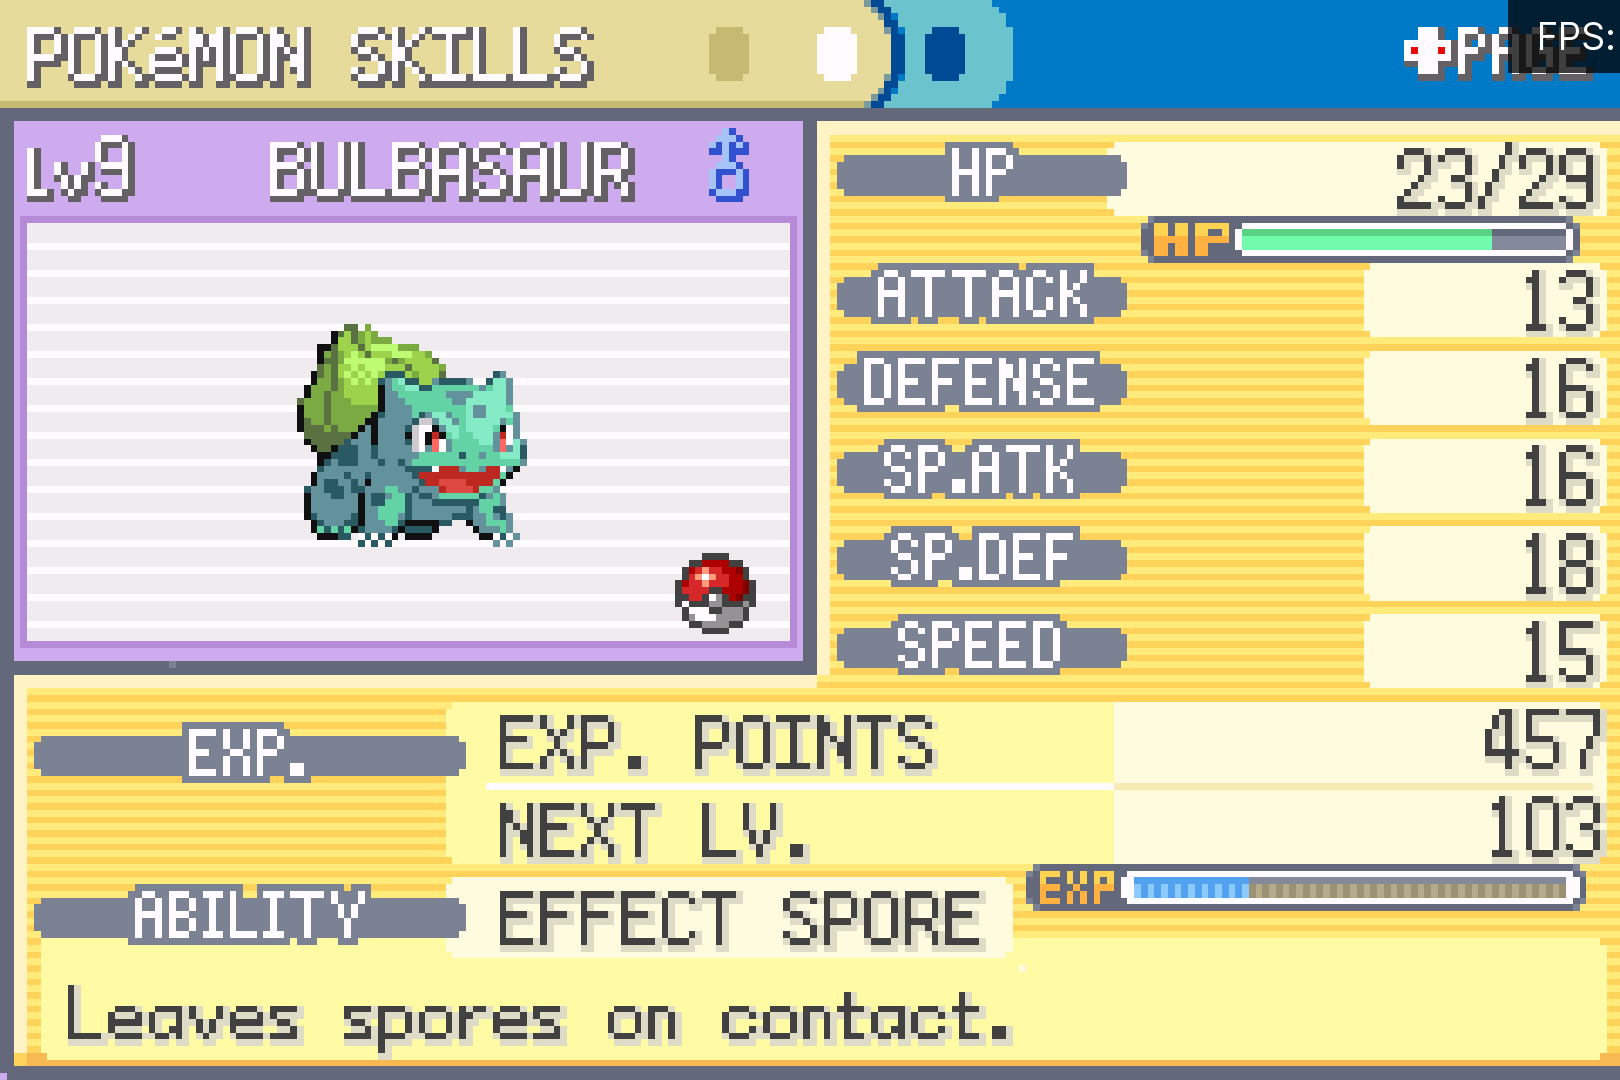 POKéMON SKILLS
PAGE
FPS:
Lv9 BULBASAUR ♂
HP 23/29
HP
ATTACK 13
DEFENSE 16
SP.ATK 16
SP.DEF 18
SPEED 15
EXP. EXP. POINTS 457
NEXT LV. 103
EXP
ABILITY EFFECT SPORE
Leaves spores on contact.